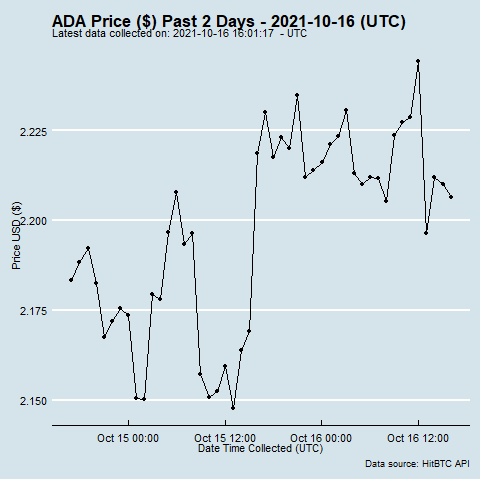 ADA Price ($) Past 2 Days - 2021-10-16 (UTC)
Latest data collected on: 2021-10-16 16:01:17 - UTC
Price USD ($)
2.225
2.200
2.175
2.150
Oct 15 00:00
Oct 15 12:00
Oct 16 00:00
Oct 16 12:00
Date Time Collected (UTC)
Data source: HitBTC API